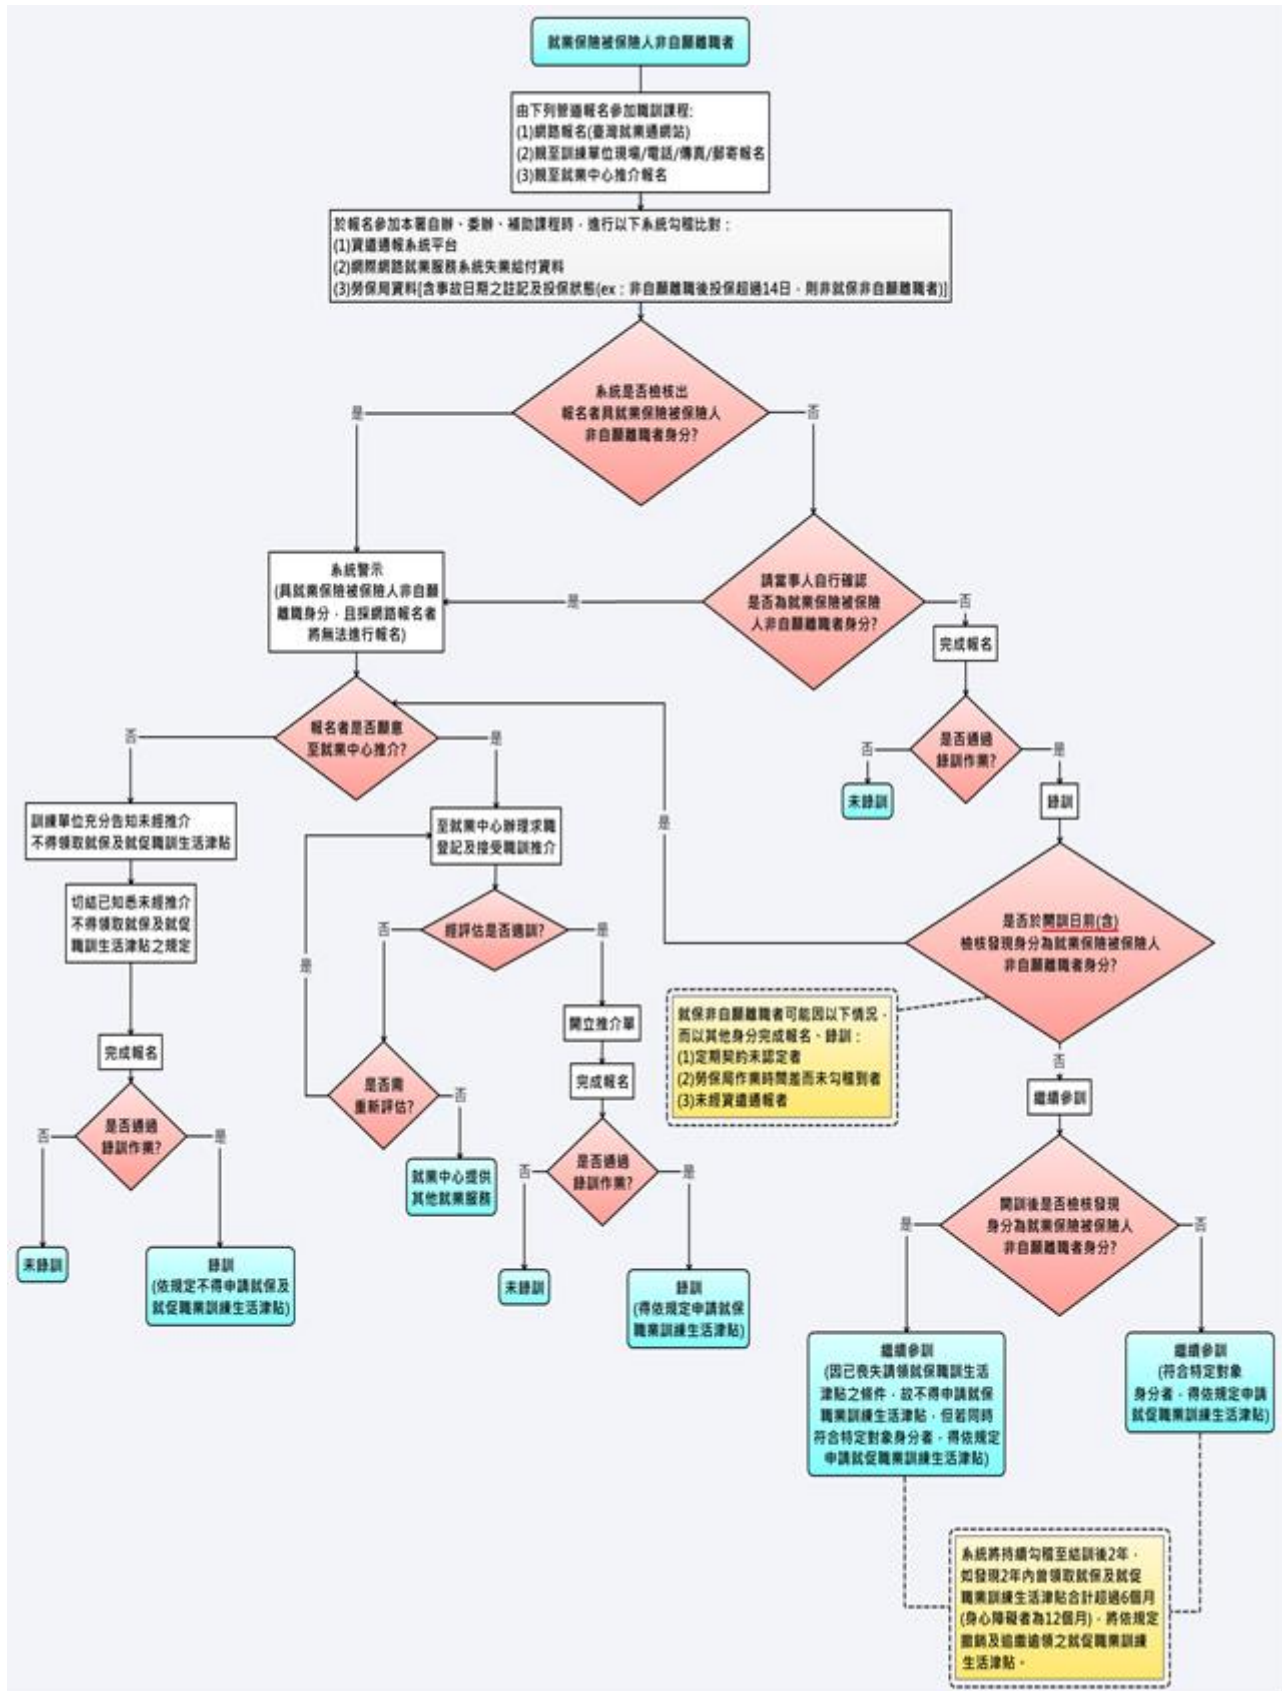 就業保險被保險人非自願離職者
由下列管道報名參加職訓課程:
(1)網路報名(臺灣就業通網站)
(2)親至訓練單位現場/電話/傳真/郵寄報名
(3)親至就業中心推介報名
於報名參加本署自辦、委辦、補助課程時，進行以下系統勾稽比對：
(1)資遣通報系統平台
(2)網際網路就業服務系統失業給付資料
(3)勞保局資料[含事故日期之註記及投保狀態(ex：非自願離職後投保超過14日，則非就保非自願離職者)]
系統是否檢核出
報名者具就業保險被保險人
非自願離職者身分?
是
否
系統警示
(具就業保險被保險人非自願
離職身分，且採網路報名者
將無法進行報名)
是
請當事人自行確認
是否為就業保險被保險
人非自願離職者身分?
否
完成報名
報名者是否願意
至就業中心推介?
否
是
是否通過
錄訓作業?
否
是
未錄訓
錄訓
訓練單位充分告知未經推介
不得領取就保及就促職訓生活津貼
至就業中心辦理求職
登記及接受職訓推介
是
切結已知悉未經推介
不得領取就保及就促
職訓生活津貼之規定
經評估是否適訓?
否
是
是
是否於開訓日前(含)
檢核發現身分為就業保險被保險人
非自願離職者身分?
開立推介單
就保非自願離職者可能因以下情況，
而以其他身分完成報名、錄訓：
(1)定期契約未認定者
(2)勞保局作業時間差而未勾稽到者
(3)未經資遣通報者
否
完成報名
完成報名
繼續參訓
是否需
重新評估?
否
是否通過
錄訓作業?
否
是
就業中心提供
其他就業服務
是否通過
錄訓作業?
否
是
開訓後是否檢核發現
身分為就業保險被保險人
非自願離職者身分?
是
否
未錄訓
錄訓
(依規定不得申請就保及
就促職業訓練生活津貼)
未錄訓
錄訓
(得依規定申請就保
職業訓練生活津貼)
繼續參訓
(因已喪失請領就保職訓生活
津貼之條件，故不得申請就保
職業訓練生活津貼，但若同時
符合特定對象身分者，得依規定
申請就促職業訓練生活津貼)
繼續參訓
(符合特定對象
身分者，得依規定申請
就促職業訓練生活津貼)
系統將持續勾稽至結訓後2年，
如發現2年內曾領取就保及就促
職業訓練生活津貼合計超過6個月
(身心障礙者為12個月)，將依規定
撤銷及追繳逾領之就促職業訓練
生活津貼。